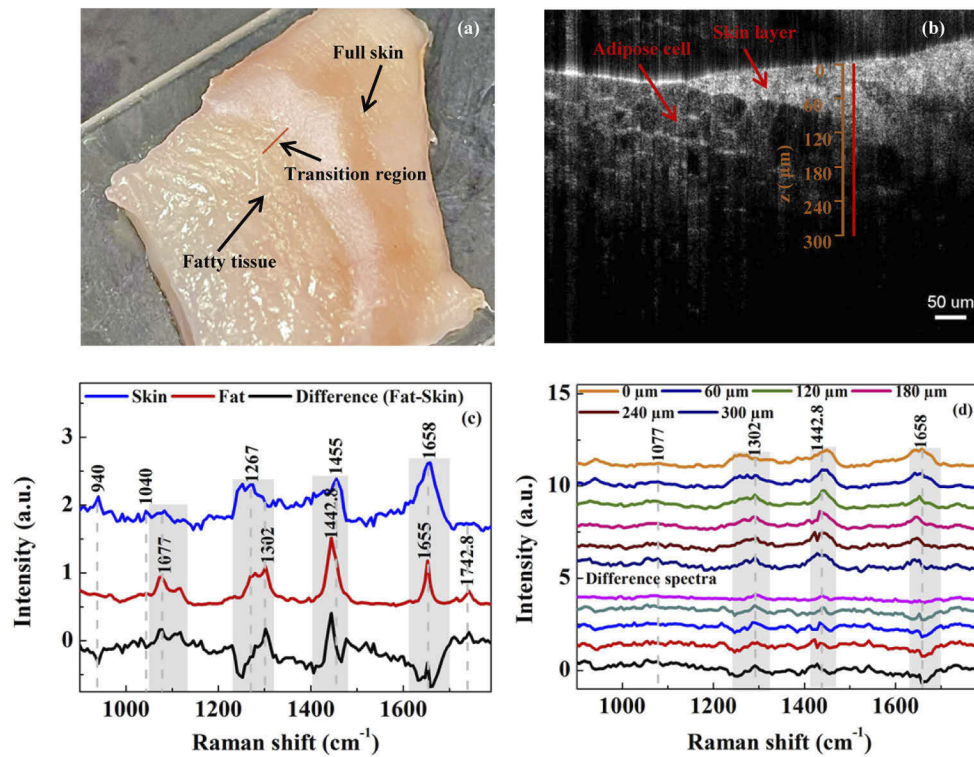 (a)
Full skin
Transition region
Fatty tissue
(b)
Skin layer
Adipose cell
0
60
120
180
240
300
z ( µm)
50 um
Skin Fat Difference (Fat-Skin)
(c)
940
1040
1077
1267
1302
1442.8
1455
1658
1655
1742.8
3
2
1
0
Intensity (a.u.)
1000 1200 1400 1600
Raman shift (cm-1)
0 µm 60 µm 120 µm 180 µm
240 µm 300 µm
(d)
1077
1302
1442.8
1658
Difference spectra
15
10
5
0
Intensity (a.u.)
1000 1200 1400 1600
Raman shift (cm-1)